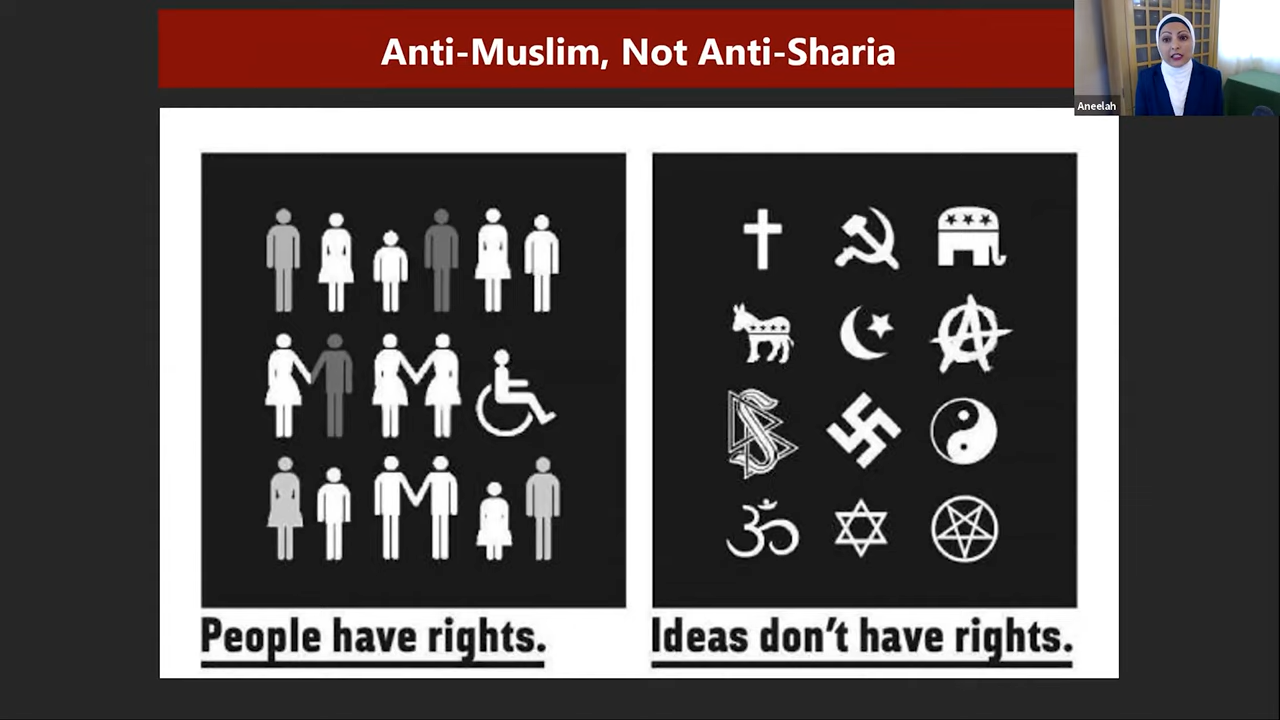 Anti-Muslim, Not Anti-Sharia
Aneelah
People have rights.
Ideas don't have rights.